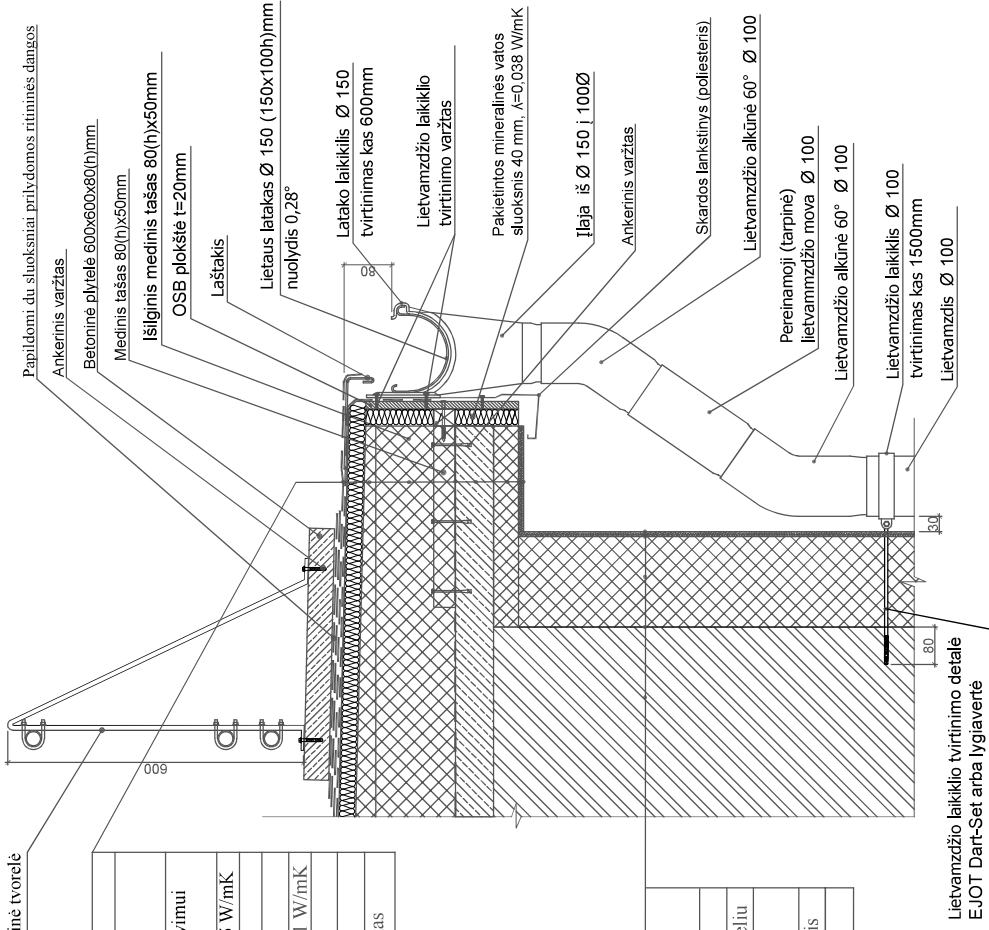 Papildomi du sluoksniai prilydomos ritininės dangos
Ankerinis varžtas
Betoninė plytelė 600x600x80(h)mm
Medinis tašas 80(h)x50mm
Išilginis medinis tašas 80(h)x50mm
OSB plokštė t=20mm
Laštakis
Lietaus latakas Ø 150 (150x100h)mm
nuolydis 0,28°
Latako laikiklis Ø 150
tvirtinimas kas 600mm
Lietvamzdžio laikiklio
tvirtinimo varžtas
Pakietintos mineralinės vatos
sluoksnis 40 mm, λ=0,038 W/mK
Įlaja iš Ø 150 į 100Ø
Ankerinis varžtas
Skardos lankstinys (poliesteris)
Lietvamzdžio alkūnė 60° Ø 100
Pereinamoji (tarpinė)
lietvammzdžio mova Ø 100
Lietvamzdžio alkūnė 60° Ø 100
Lietvamzdžio laikiklis Ø 100
tvirtinimas kas 1500mm
Lietvamzdis Ø 100
80
600
30
80
inė tvorelė
vimui
W/mK
W/mK
as
eliu
is
Lietvamzdžio laikiklio tvirtinimo detalė
EJOT Dart-Set arba lygiavertė